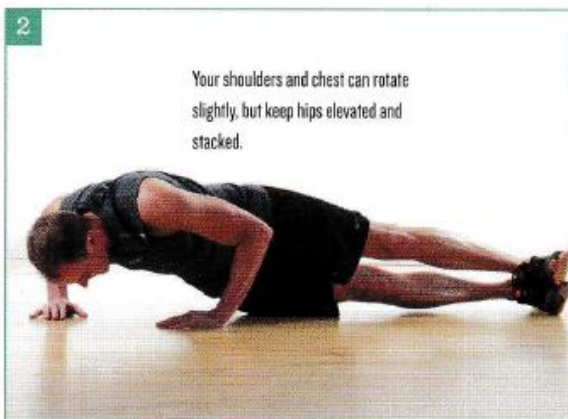 2
Your shoulders and chest can rotate
slightly, but keep hips elevated and
stacked.